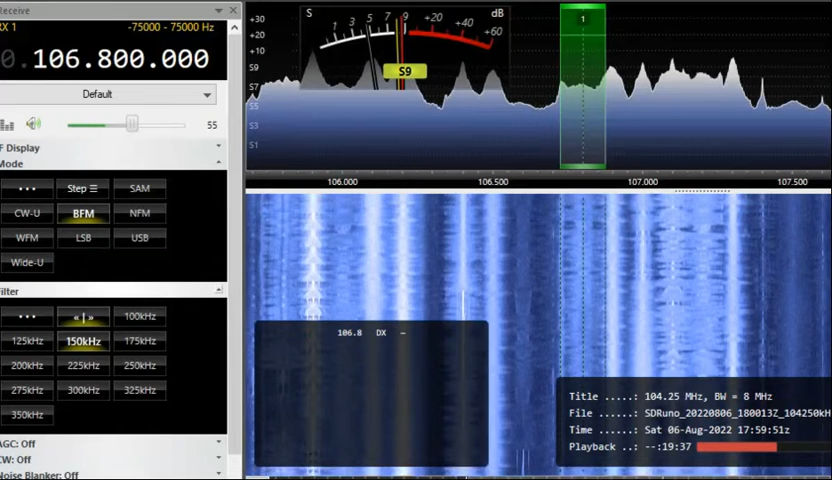 Receive
RX 1 -75000 - 75000 Hz
0.106.800.000
Default
55
F Display
Mode
... Step SAM
CW-U BFM NFM
WFM LSB USB
Wide-U
Filter
... « | » 100kHz
125kHz 150kHz 175kHz
200kHz 225kHz 250kHz
275kHz 300kHz 325kHz
350kHz
AGC: Off
CW: Off
Noise Blanker: Off
+30
+20
+10
S9
S7
S5
S3
S1
S dB
1 3 5 7 9 +20 +40 +60
S9
1
106.000 106.500 107.000 107.500
106.8 DX –
Title .....: 104.25 MHz, BW = 8 MHz
File ......: SDRuno_20220806_180013Z_104250kH
Time ......: Sat 06-Aug-2022 17:59:51z
Playback ..: --:19:37